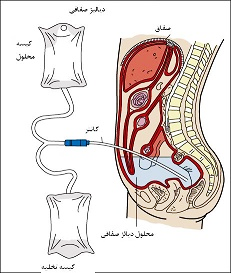 دیالیز صفاقی
صفاق
کیسه
محلول
کاتتر
محلول دیالیز صفاقی
کیسه تخلیه